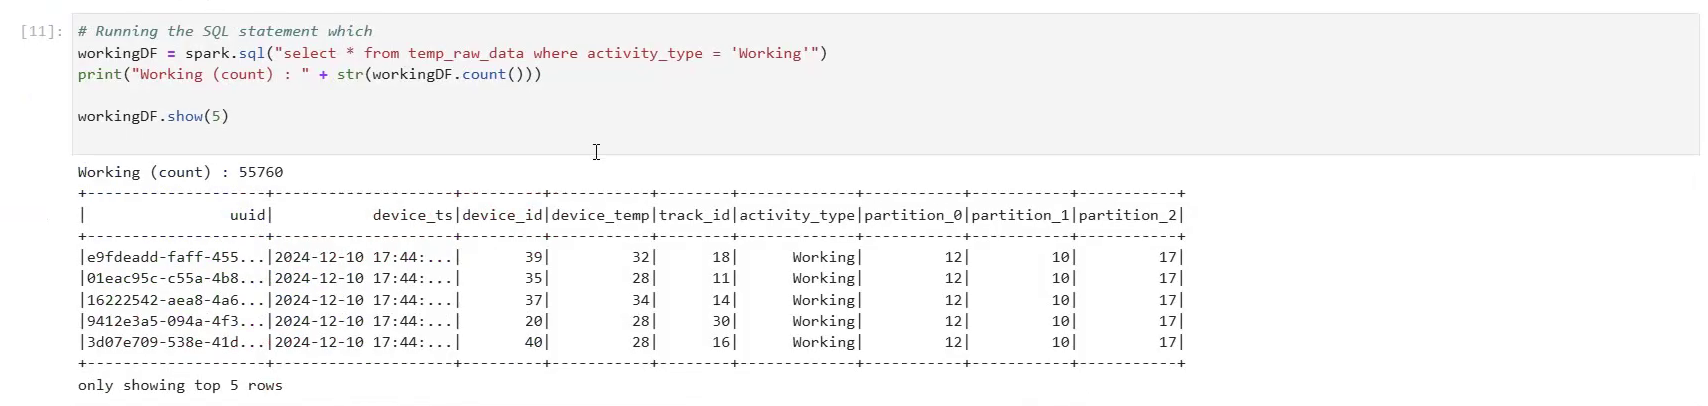 [11]: # Running the SQL statement which
workingDF = spark.sql("select * from temp_raw_data where activity_type = 'Working'")
print("Working (count) : " + str(workingDF.count()))
workingDF.show(5)
Working (count) : 55760
+--------------------+--------------------+---------+-----------+--------+-------------+-----------+-----------+-----------+
|                uuid|           device_ts|device_id|device_temp|track_id|activity_type|partition_0|partition_1|partition_2|
+--------------------+--------------------+---------+-----------+--------+-------------+-----------+-----------+-----------+
|e9fdeadd-faff-455...|2024-12-10 17:44:...|       39|         32|      18|      Working|         12|         10|         17|
|01eac95c-c55a-4b8...|2024-12-10 17:44:...|       35|         28|      11|      Working|         12|         10|         17|
|16222542-aea8-4a6...|2024-12-10 17:44:...|       37|         34|      14|      Working|         12|         10|         17|
|9412e3a5-094a-4f3...|2024-12-10 17:44:...|       20|         28|      30|      Working|         12|         10|         17|
|3d07e709-538e-41d...|2024-12-10 17:44:...|       40|         28|      16|      Working|         12|         10|         17|
+--------------------+--------------------+---------+-----------+--------+-------------+-----------+-----------+-----------+
only showing top 5 rows